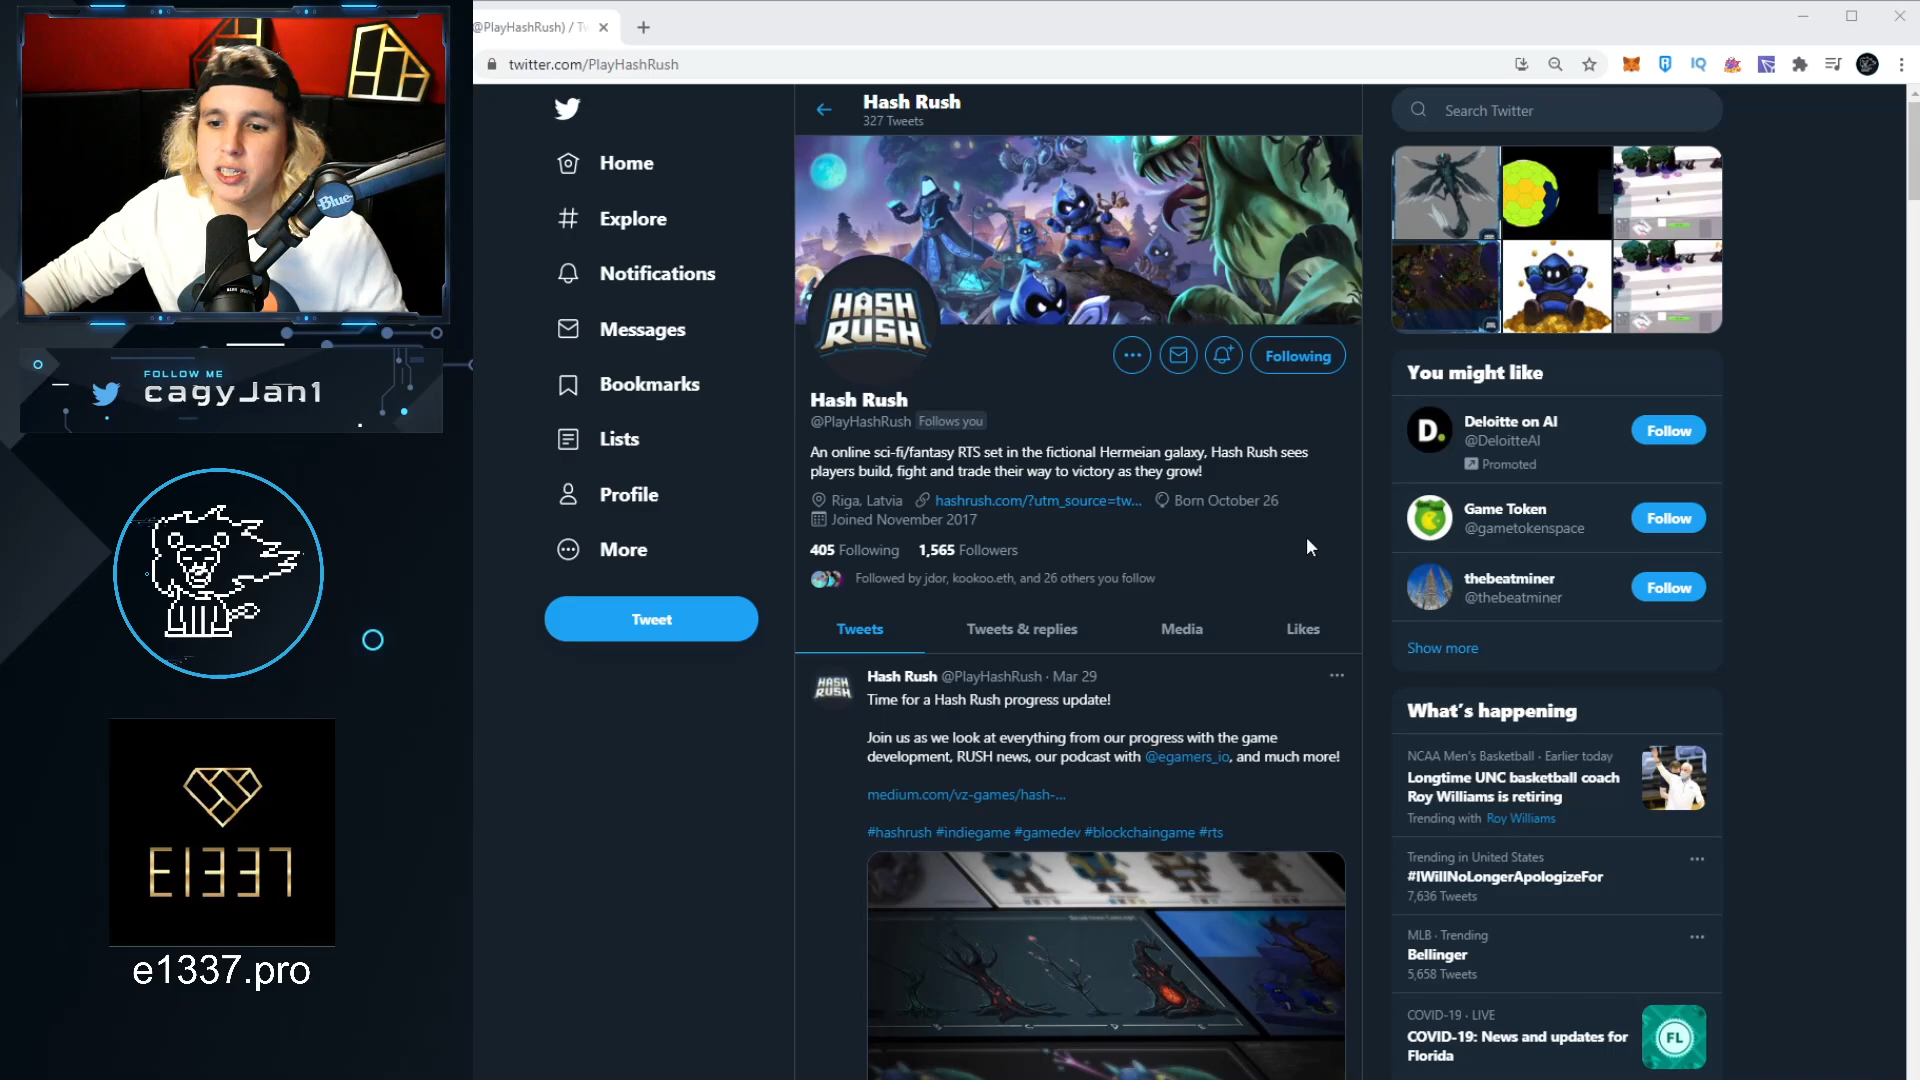 @PlayHashRush) / Tw
twitter.com/PlayHashRush
IQ
Blue
FOLLOW ME
cagyJan1
E1337
e1337.pro
Home
Explore
Notifications
Messages
Bookmarks
Lists
Profile
More
Tweet
Hash Rush
327 Tweets
HASH
RUSH
Following
Hash Rush
@PlayHashRush Follows you
An online sci-fi/fantasy RTS set in the fictional Hermeian galaxy, Hash Rush sees
players build, fight and trade their way to victory as they grow!
Riga, Latvia hashrush.com/?utm_source=tw... Born October 26
Joined November 2017
405 Following 1,565 Followers
Followed by jdor, kookoo.eth, and 26 others you follow
Tweets Tweets & replies Media Likes
HASH
RUSH
Hash Rush @PlayHashRush · Mar 29
Time for a Hash Rush progress update!
Join us as we look at everything from our progress with the game
development, RUSH news, our podcast with @egamers_io, and much more!
medium.com/vz-games/hash-...
#hashrush #indiegame #gamedev #blockchaingame #rts
Search Twitter
You might like
D.
Deloitte on AI
@DeloitteAI
Promoted
Follow
Game Token
@gametokenspace
Follow
thebeatminer
@thebeatminer
Follow
Show more
What's happening
NCAA Men's Basketball · Earlier today
Longtime UNC basketball coach
Roy Williams is retiring
Trending with Roy Williams
Trending in United States
#IWillNoLongerApologizeFor
7,636 Tweets
MLB · Trending
Bellinger
5,658 Tweets
COVID-19 · LIVE
COVID-19: News and updates for
Florida
FL